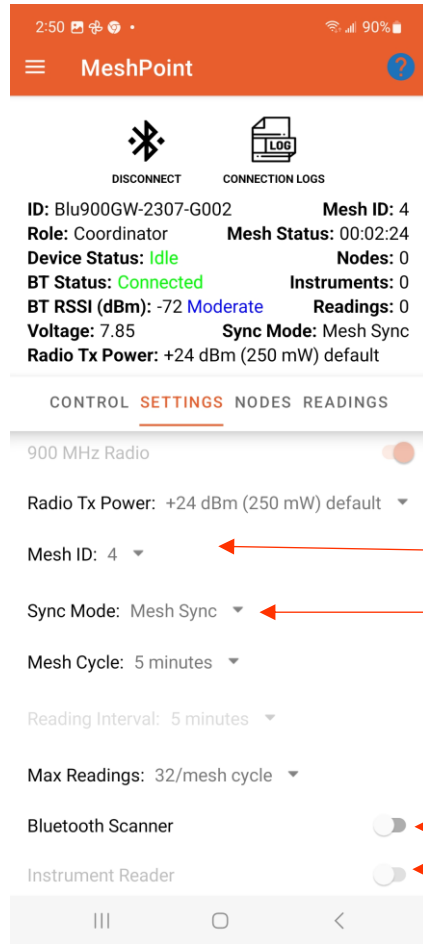 2:50 90%
MeshPoint ?
LOG
DISCONNECT CONNECTION LOGS
ID: Blu900GW-2307-G002 Mesh ID: 4
Role: Coordinator Mesh Status: 00:02:24
Device Status: Idle Nodes: 0
BT Status: Connected Instruments: 0
BT RSSI (dBm): -72 Moderate Readings: 0
Voltage: 7.85 Sync Mode: Mesh Sync
Radio Tx Power: +24 dBm (250 mW) default
CONTROL SETTINGS NODES READINGS
900 MHz Radio
Radio Tx Power: +24 dBm (250 mW) default
Mesh ID: 4
Sync Mode: Mesh Sync
Mesh Cycle: 5 minutes
Reading Interval: 5 minutes
Max Readings: 32/mesh cycle
Bluetooth Scanner
Instrument Reader